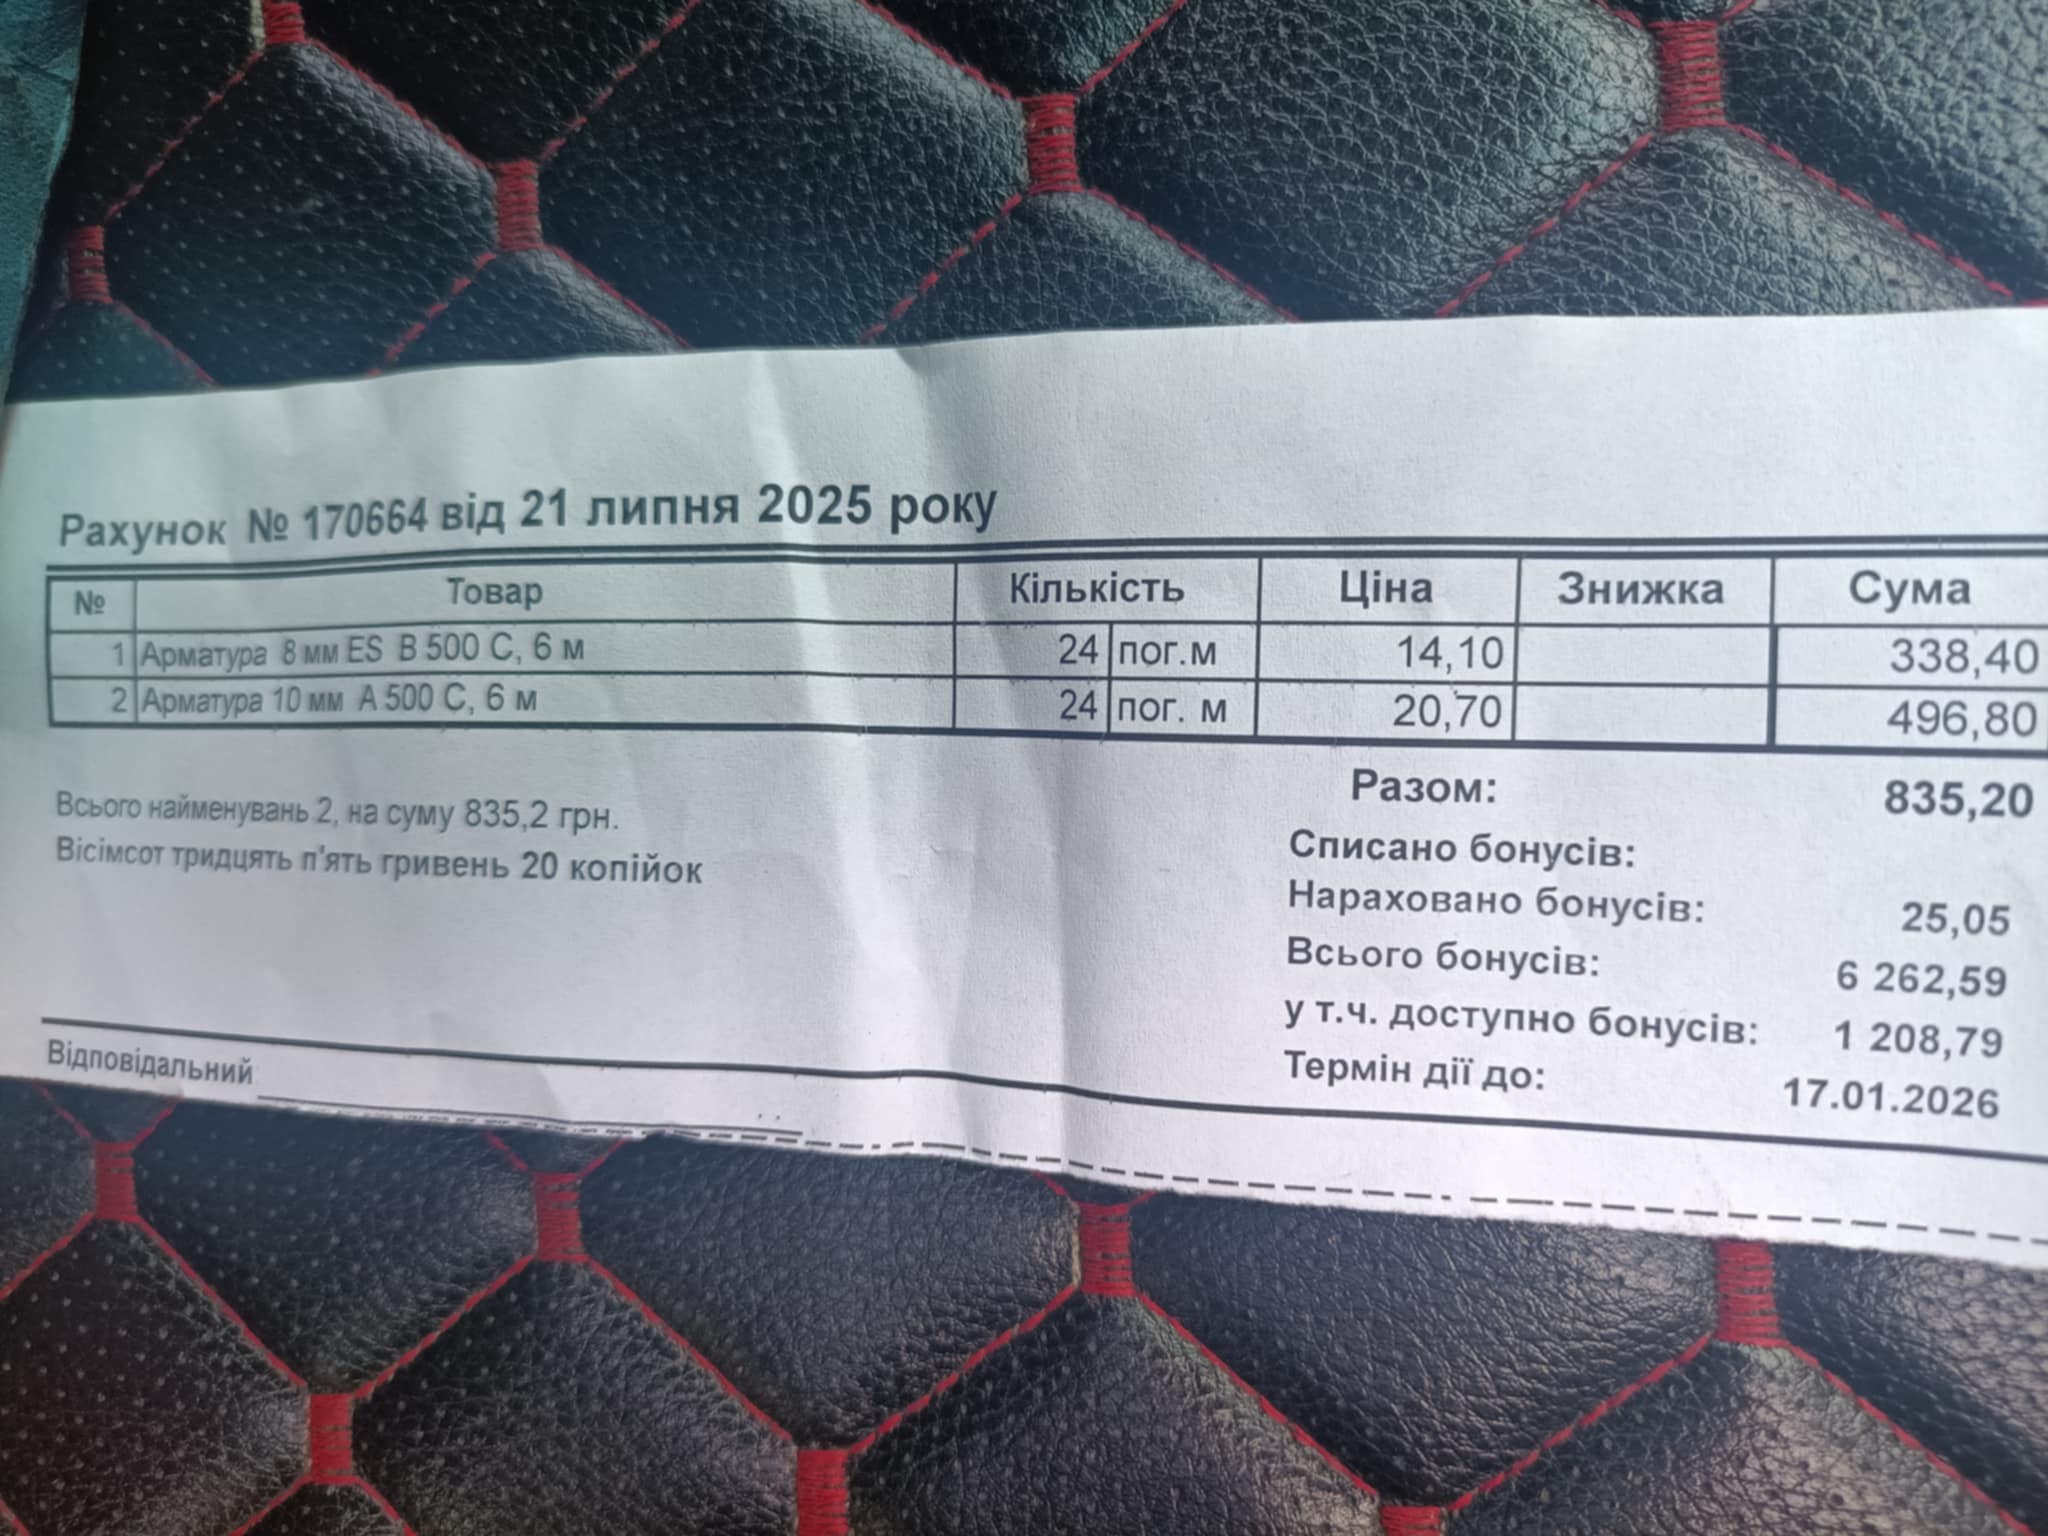 Рахунок № 170664 від 21 липня 2025 року
№ Товар Кількість Ціна Знижка Сума
1 Арматура 8 мм ES B 500 C, 6 м 24 пог.м 14,10 338,40
2 Арматура 10 мм A 500 C, 6 м 24 пог. м 20,70 496,80
Разом: 835,20
Всього найменувань 2, на суму 835,2 грн.
Вісімсот тридцять п'ять гривень 20 копійок
Списано бонусів:
Нараховано бонусів: 25,05
Всього бонусів: 6 262,59
у т.ч. доступно бонусів: 1 208,79
Термін дії до: 17.01.2026
Відповідальний